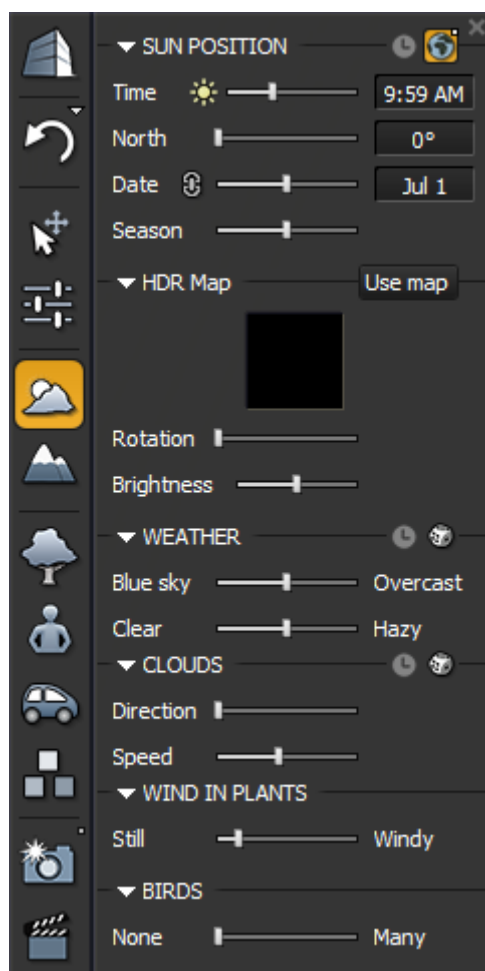 SUN POSITION
Time 9:59 AM
North 0°
Date Jul 1
Season
HDR Map Use map
Rotation
Brightness
WEATHER
Blue sky Overcast
Clear Hazy
CLOUDS
Direction
Speed
WIND IN PLANTS
Still Windy
BIRDS
None Many